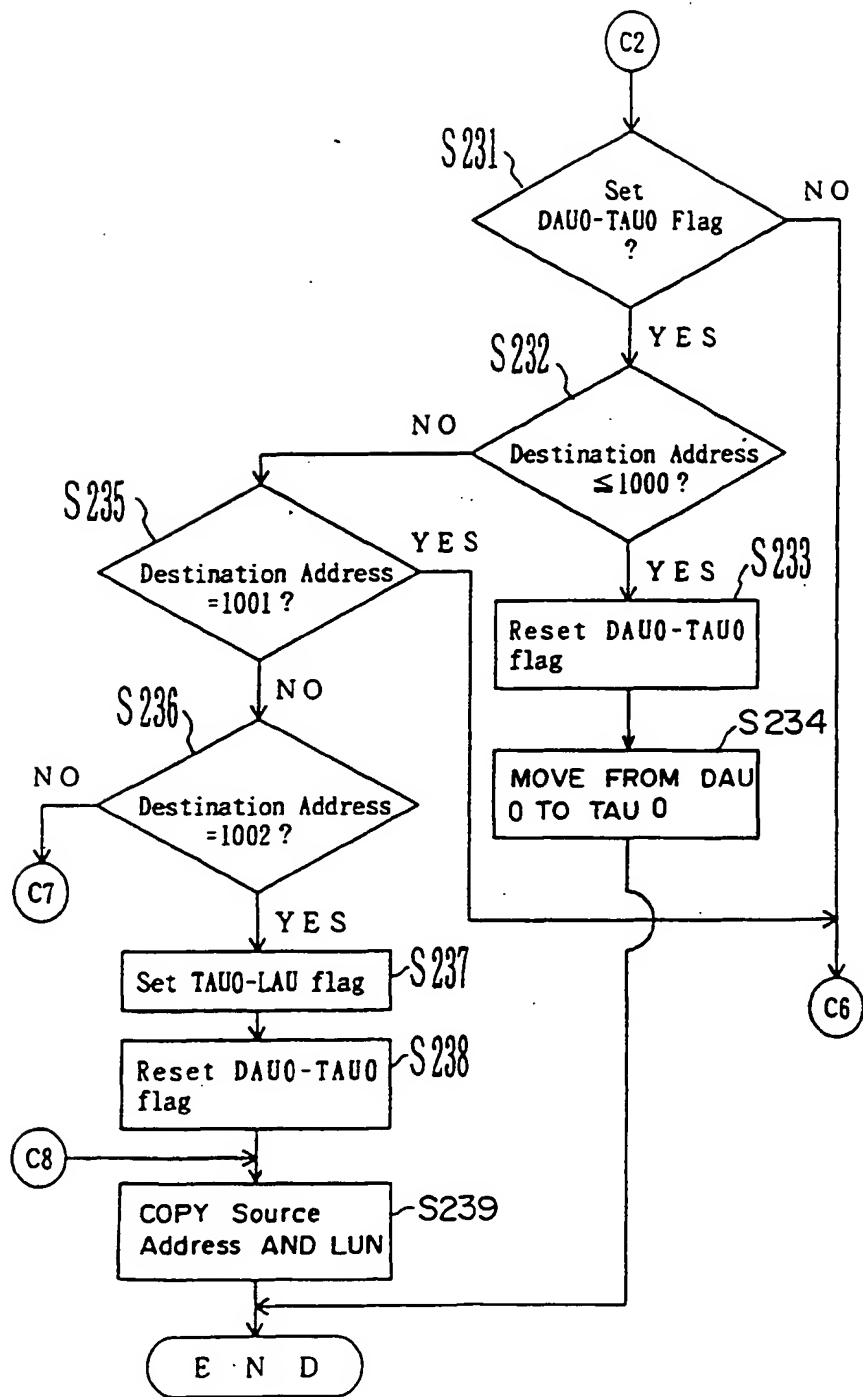 C2
S231
Set
DAU0-TAU0 Flag
?
NO
YES
S232
Destination Address
≦1000?
NO
YES
S235
Destination Address
=1001?
YES
NO
S233
Reset DAU0-TAU0
flag
S234
MOVE FROM DAU
0 TO TAU 0
S236
Destination Address
=1002?
NO
C7
YES
C6
Set TAU0-LAU flag
S237
Reset DAU0-TAU0
flag
S238
C8
COPY Source
Address AND LUN
S239
END